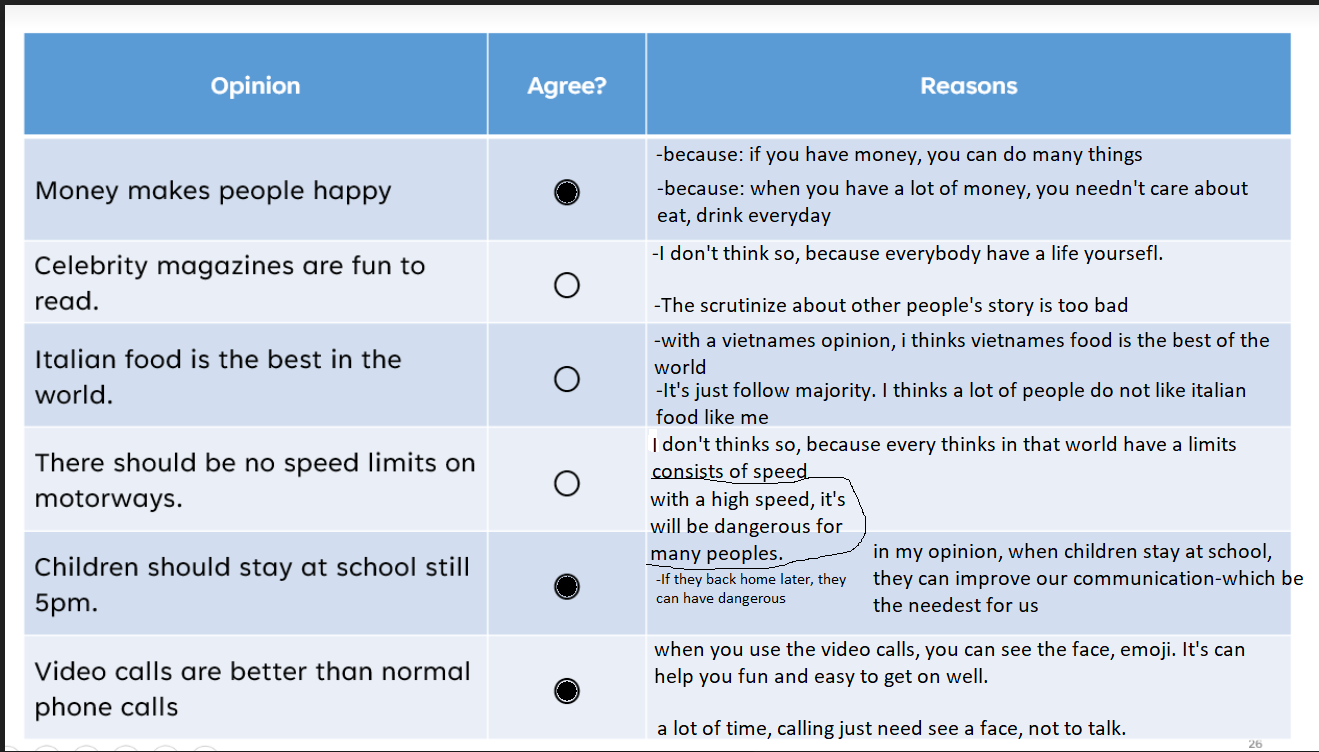 Opinion Agree? Reasons
Money makes people happy
-because: if you have money, you can do many things
-because: when you have a lot of money, you needn't care about
eat, drink everyday
Celebrity magazines are fun to
read.
-I don't think so, because everybody have a life yoursefl.
-The scrutinize about other people's story is too bad
Italian food is the best in the
world.
-with a vietnames opinion, i thinks vietnames food is the best of the
world
-It's just follow majority. I thinks a lot of people do not like italian
food like me
There should be no speed limits on
motorways.
I don't thinks so, because every thinks in that world have a limits
consists of speed
with a high speed, it's
will be dangerous for
many peoples.
Children should stay at school still
5pm.
-If they back home later, they
can have dangerous
in my opinion, when children stay at school,
they can improve our communication-which be
the needest for us
Video calls are better than normal
phone calls
when you use the video calls, you can see the face, emoji. It's can
help you fun and easy to get on well.
a lot of time, calling just need see a face, not to talk.
26